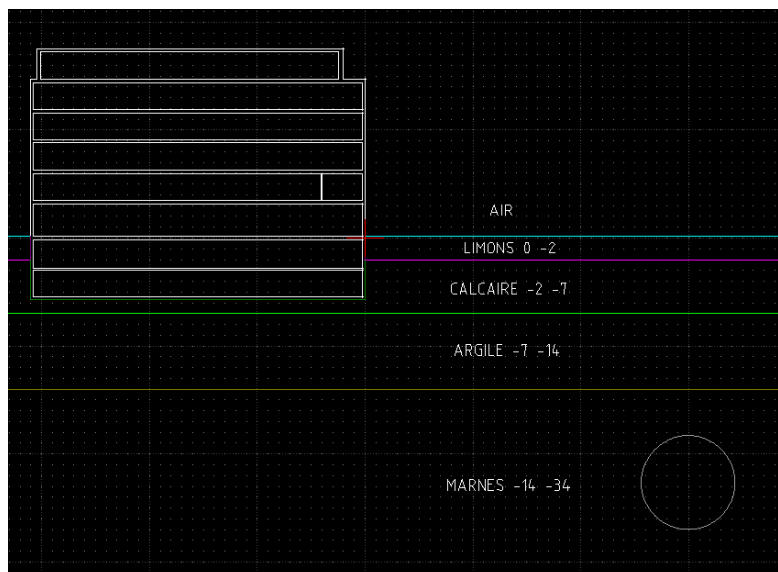 AIR
LIMONS 0 -2
CALCAIRE -2 -7
ARGILE -7 -14
MARNES -14 -34